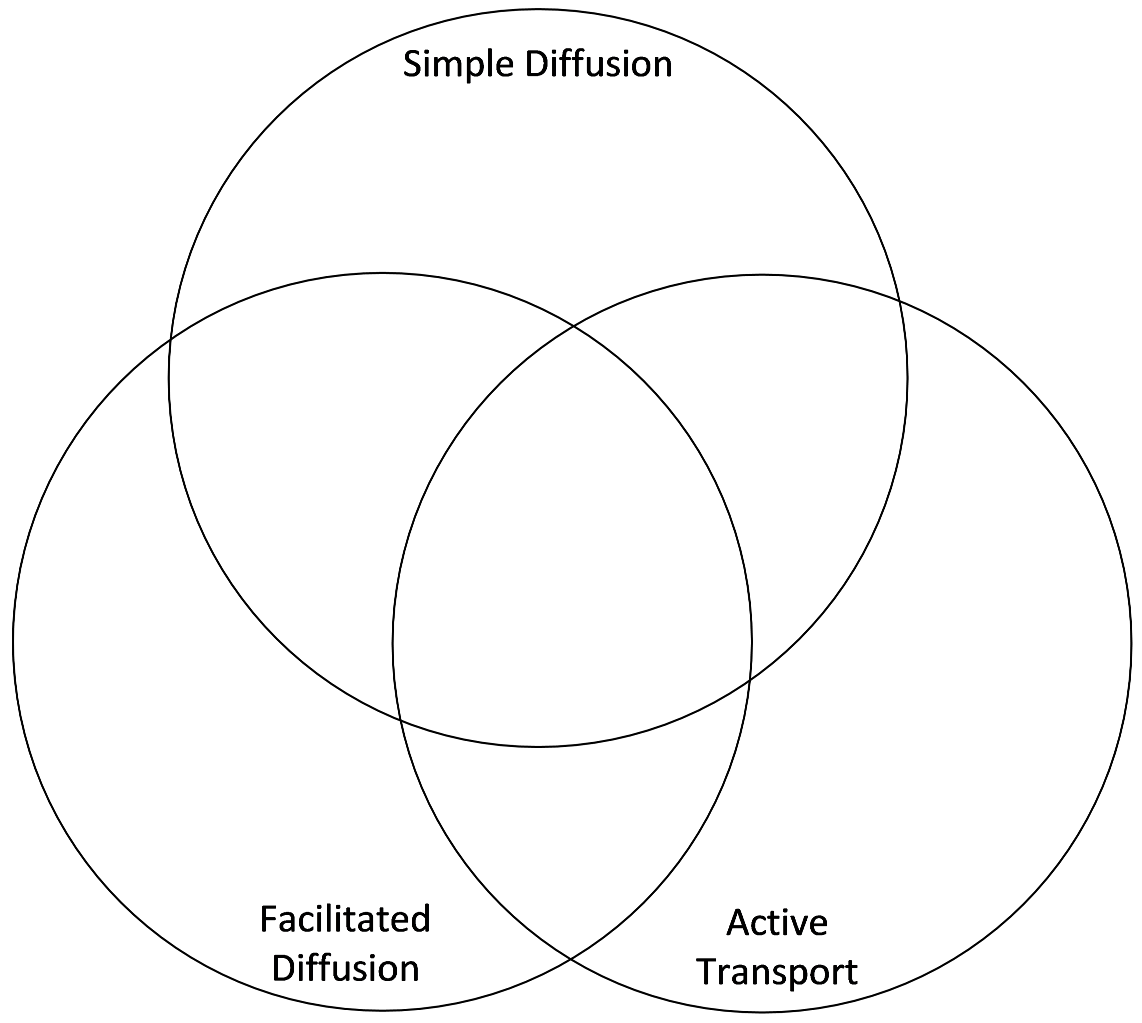 Simple Diffusion
Facilitated
Diffusion
Active
Transport